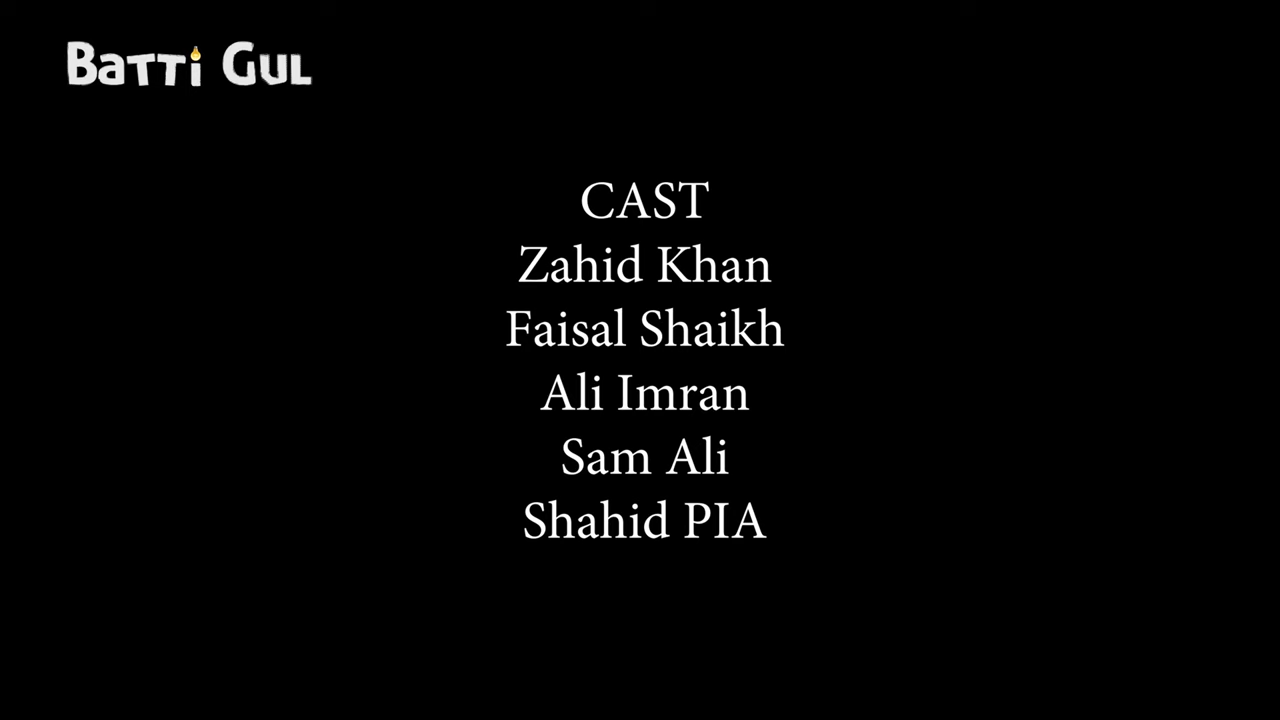 BaTTi GUL
CAST
Zahid Khan
Faisal Shaikh
Ali Imran
Sam Ali
Shahid PIA